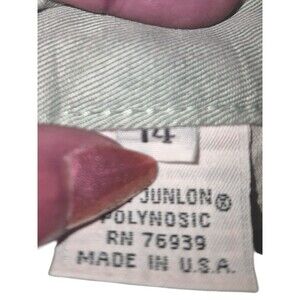 14
JUNLON®
POLYNOSIC
RN 76939
MADE IN U.S.A.